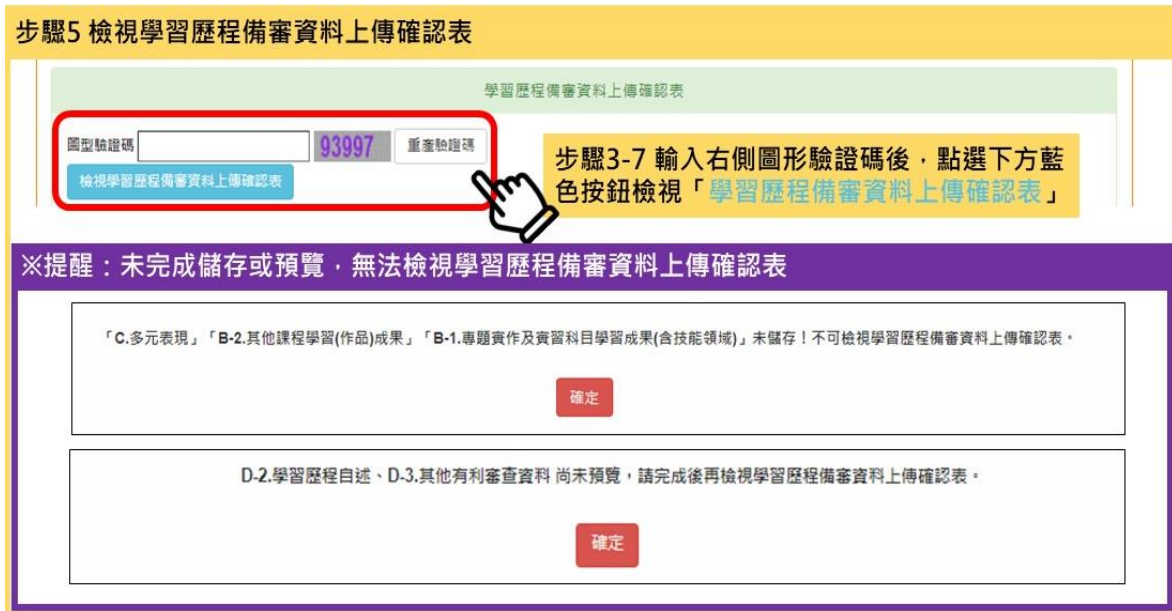 步驟5 檢視學習歷程備審資料上傳確認表
學習歷程備審資料上傳確認表
圖型驗證碼 93997 重產驗證碼
檢視學習歷程備審資料上傳確認表
步驟3-7 輸入右側圖形驗證碼後，點選下方藍
色按鈕檢視「學習歷程備審資料上傳確認表」
※提醒：未完成儲存或預覽，無法檢視學習歷程備審資料上傳確認表
「C.多元表現」「B-2.其他課程學習(作品)成果」「B-1.專題實作及實習科目學習成果(含技能領域)」未儲存！不可檢視學習歷程備審資料上傳確認表。
確定
D-2.學習歷程自述、D-3.其他有利審查資料 尚未預覽，請完成後再檢視學習歷程備審資料上傳確認表。
確定